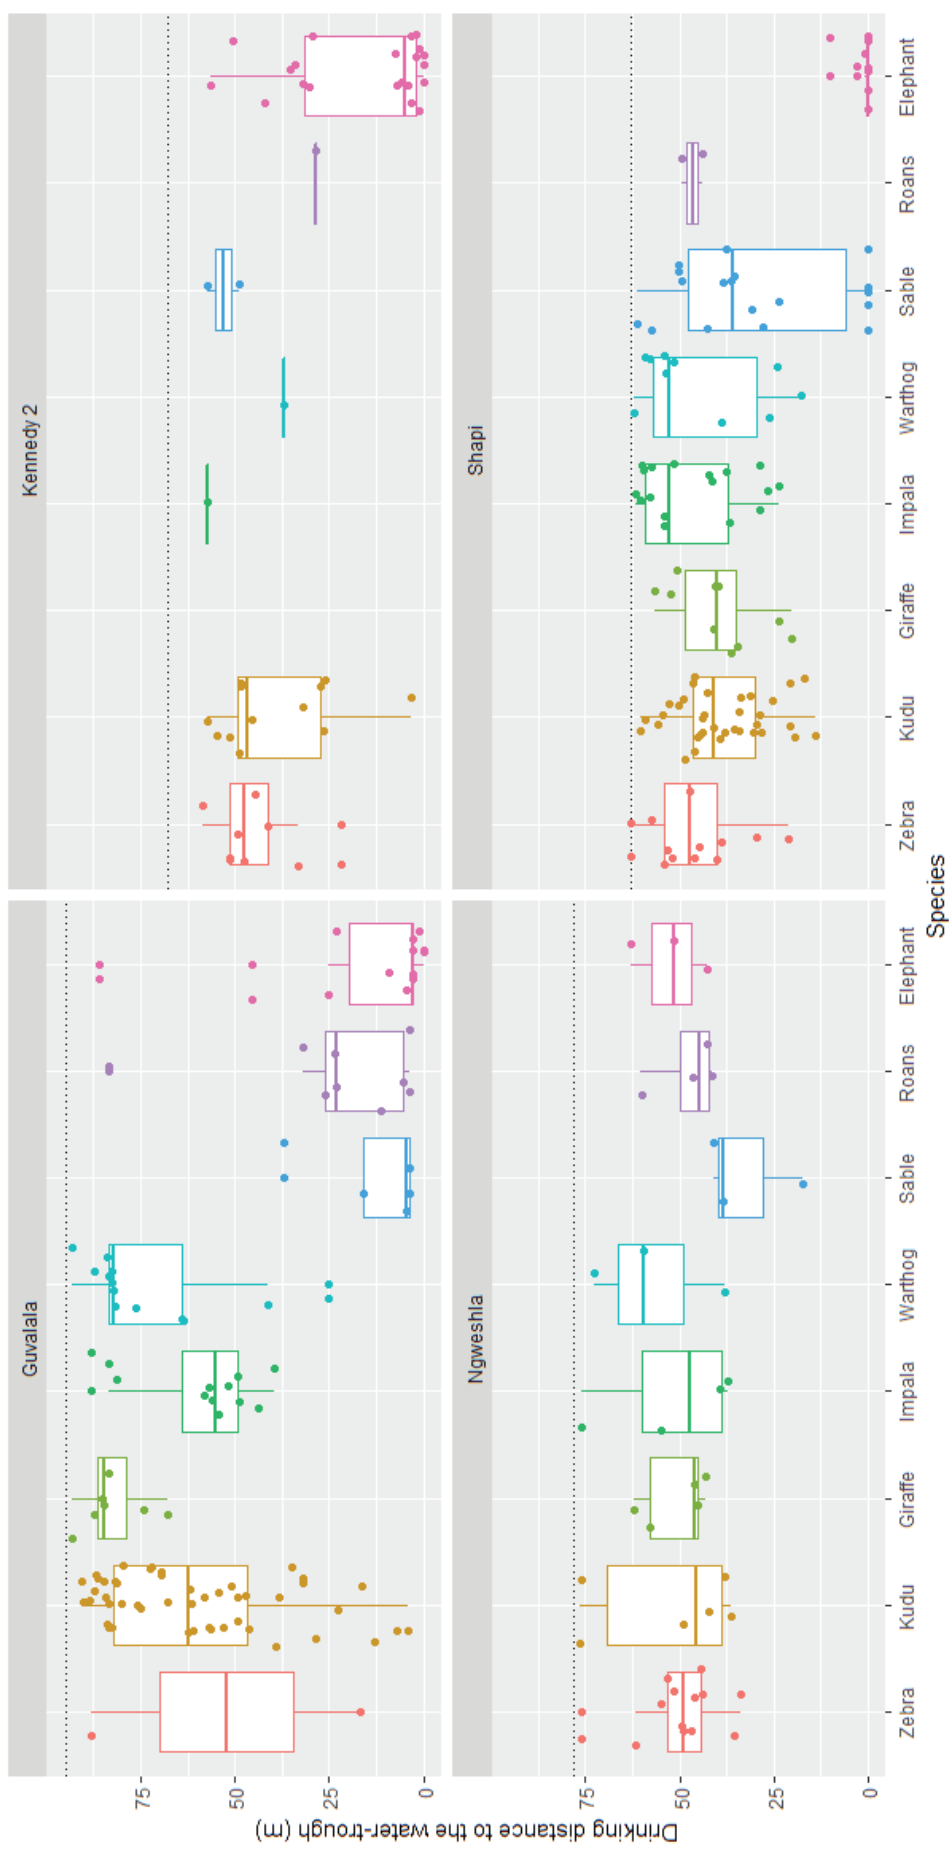 Guvalala
Kennedy 2
75
50
25
0
Ngweshla
Shapi
75
50
25
0
Zebra
Kudu
Giraffe
Impala
Warthog
Sable
Roans
Elephant
Zebra
Kudu
Giraffe
Impala
Warthog
Sable
Roans
Elephant
Species
Drinking distance to the water-trough (m)